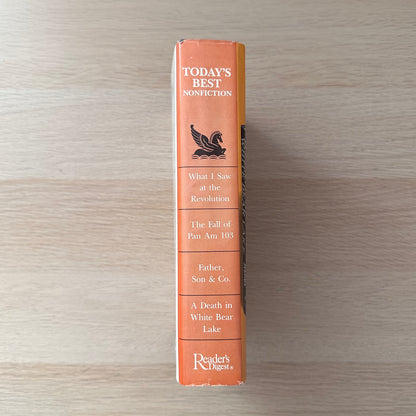 TODAY'S
BEST
NONFICTION
What I Saw
at the
Revolution
The Fall of
Pan Am 103
Father,
Son & Co.
A Death in
White Bear
Lake
Reader's
Digest®